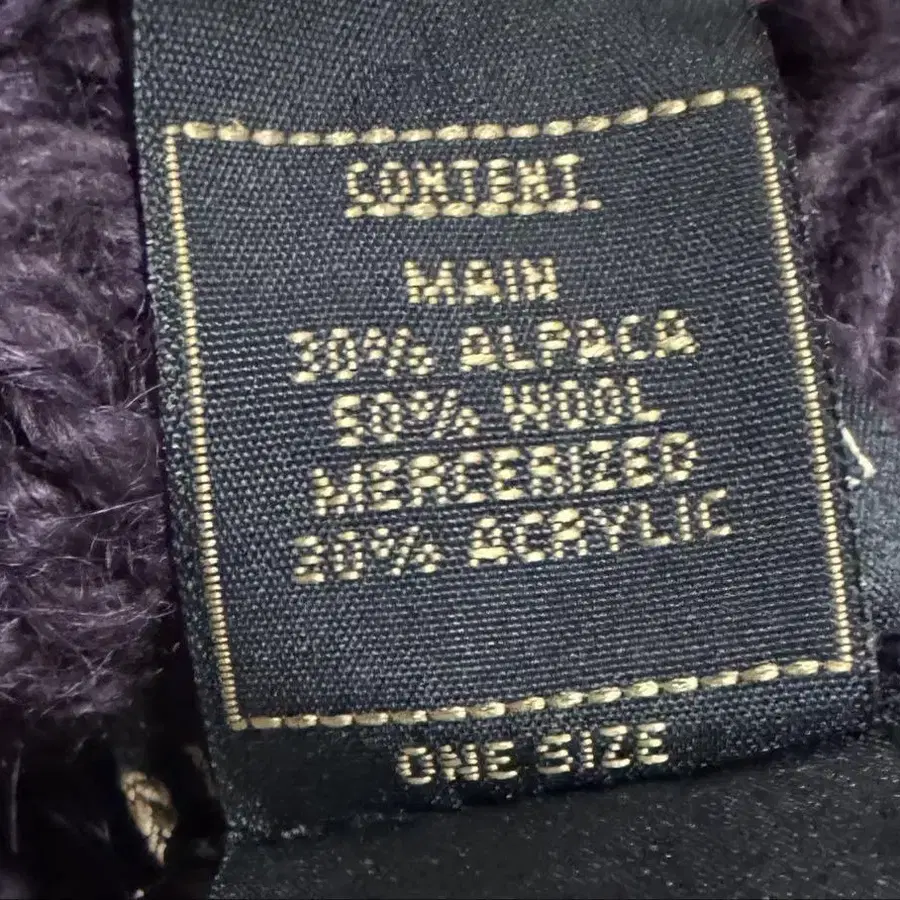 CONTENT
MAIN
30% ALPACA
50% WOOL
MERCERIZED
20% ACRYLIC
ONE SIZE